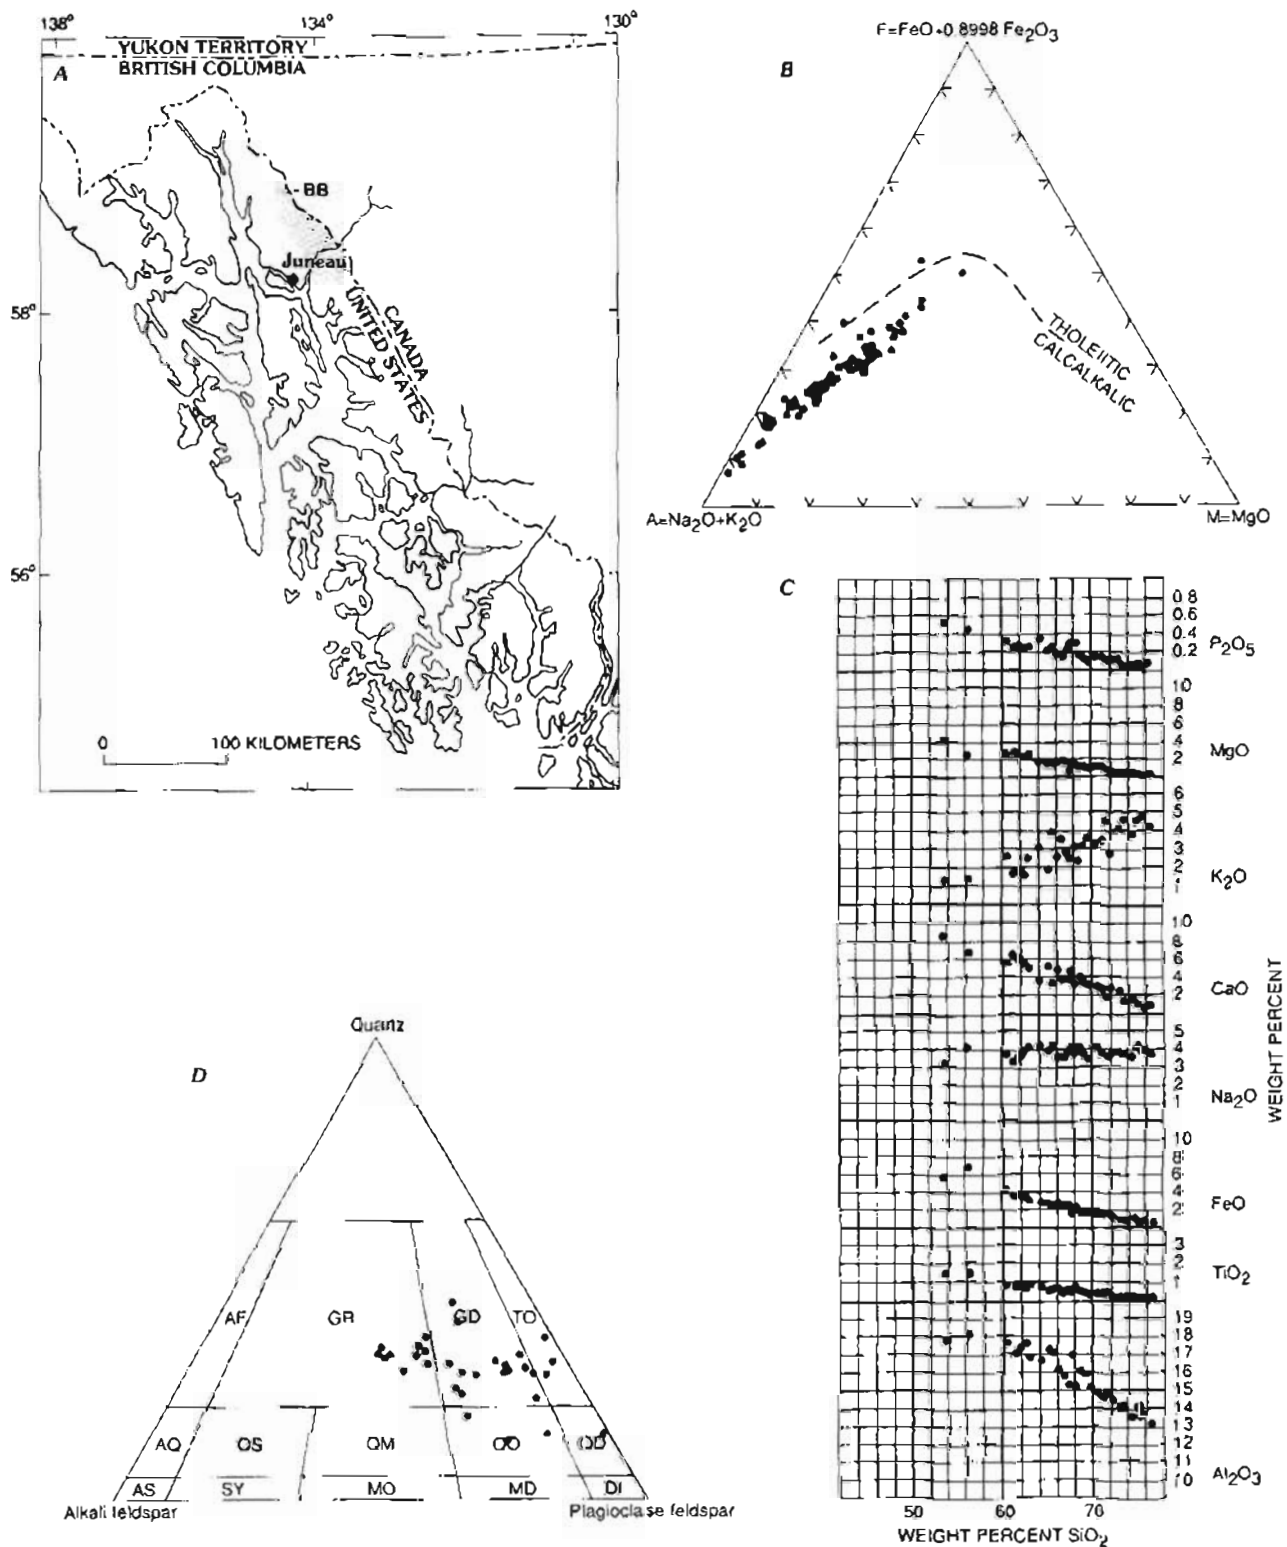 138° 134° 130°
YUKON TERRITORY
BRITISH COLUMBIA
A
BB
Juneau
CANADA
UNITED STATES
58°
56°
0 100 KILOMETERS
B
F=FeO+0.8998 Fe₂O₃
THOLEIITIC
CALCALKALIC
A=Na₂O+K₂O M=MgO
C
0.8
0.6
0.4
0.2
P₂O₅
10
8
6
4
2
MgO
6
5
4
3
2
1
K₂O
10
8
6
4
2
CaO
5
4
3
2
1
Na₂O
10
8
6
4
2
FeO
3
2
1
TiO₂
19
18
17
16
15
14
13
12
11
10
Al₂O₃
WEIGHT PERCENT
50 60 70
WEIGHT PERCENT SiO₂
D
Quartz
AF GR GD TO
AQ QS QM QO QD
AS SY MO MD DI
Alkali feldspar Plagioclase feldspar